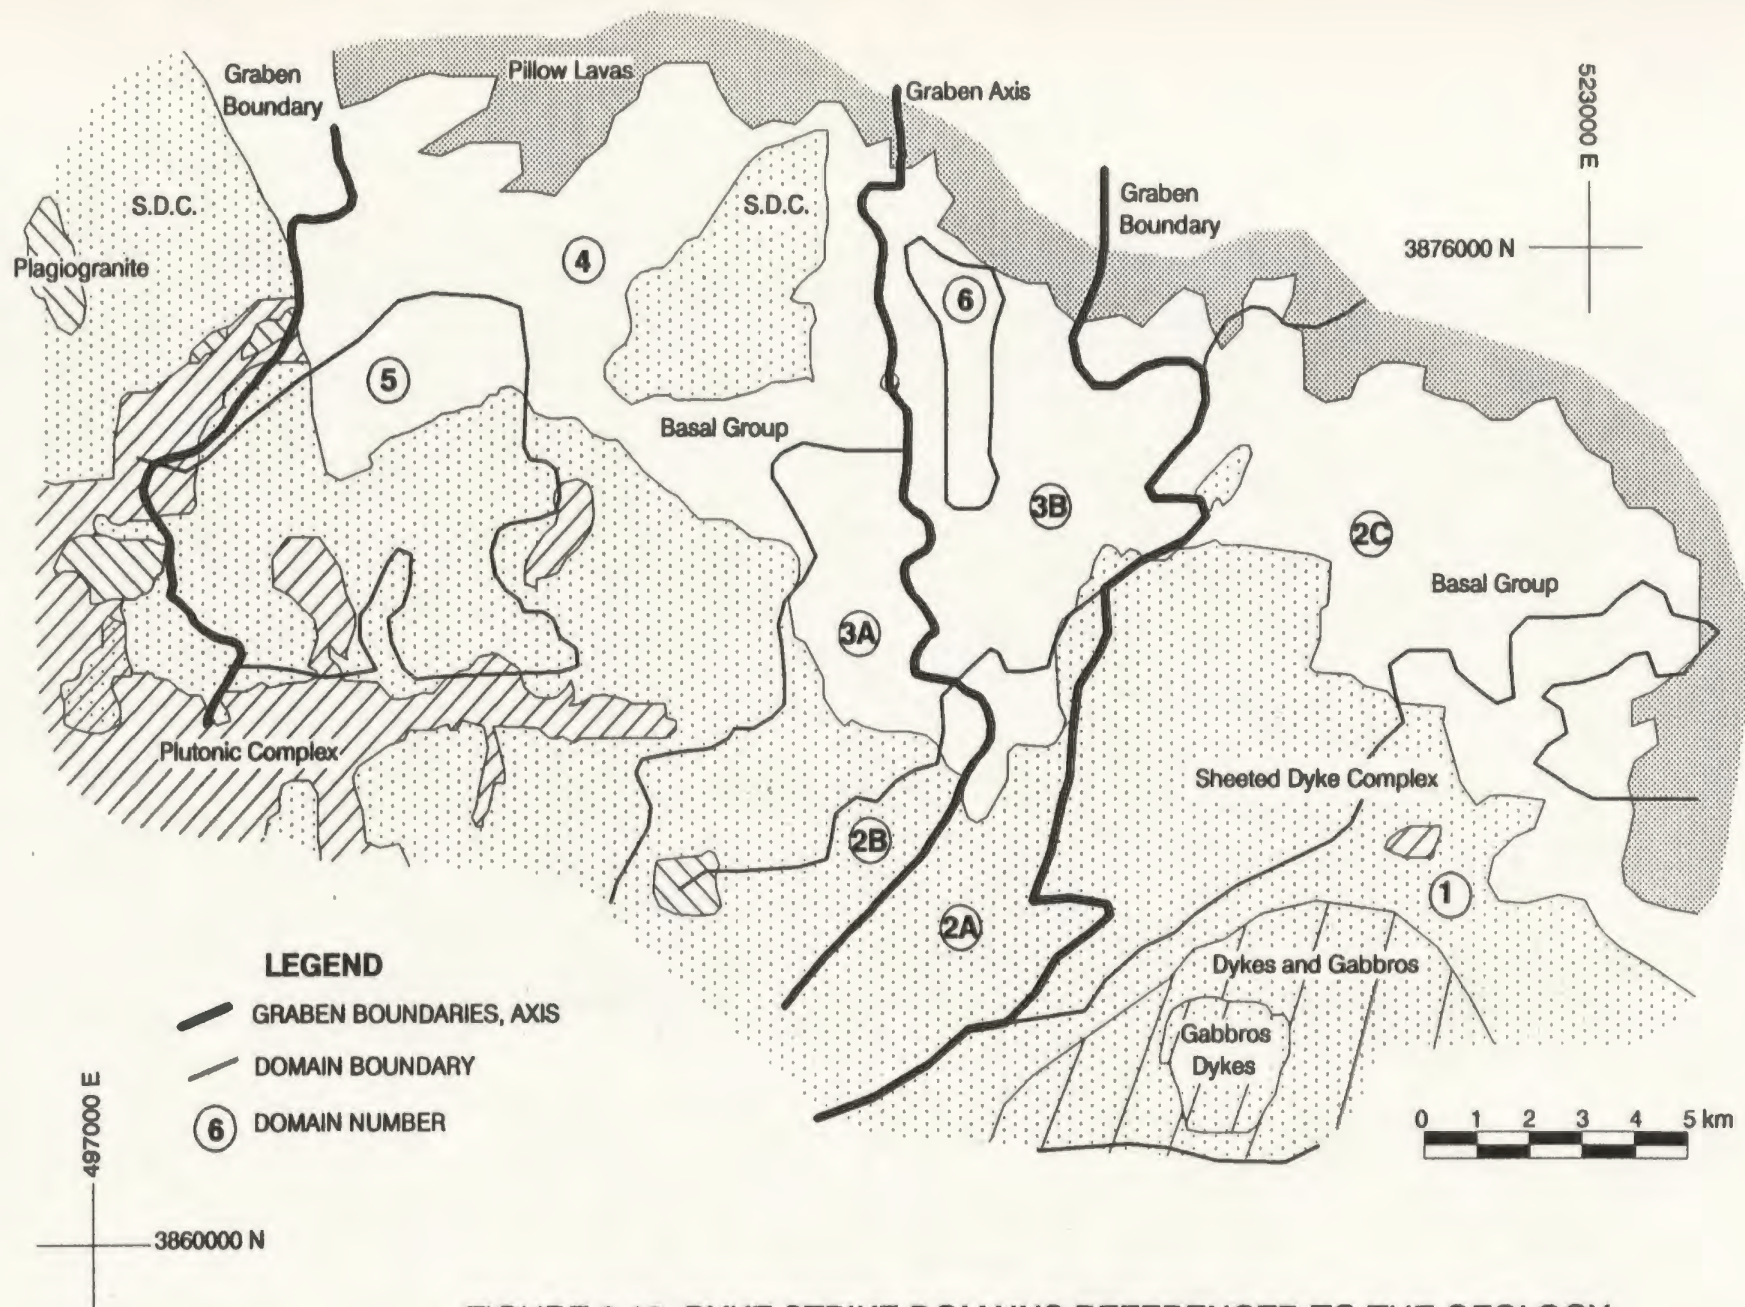 Graben
Boundary
Pillow Lavas
Graben Axis
523000 E
S.D.C.
S.D.C.
Graben
Boundary
3876000 N
Plagiogranite
4
6
5
Basal Group
3B
2C
Basal Group
3A
Plutonic Complex
Sheeted Dyke Complex
2B
1
2A
LEGEND
Dykes and Gabbros
GRABEN BOUNDARIES, AXIS
Gabbros
Dykes
DOMAIN BOUNDARY
497000 E
6 DOMAIN NUMBER
0 1 2 3 4 5 km
3860000 N